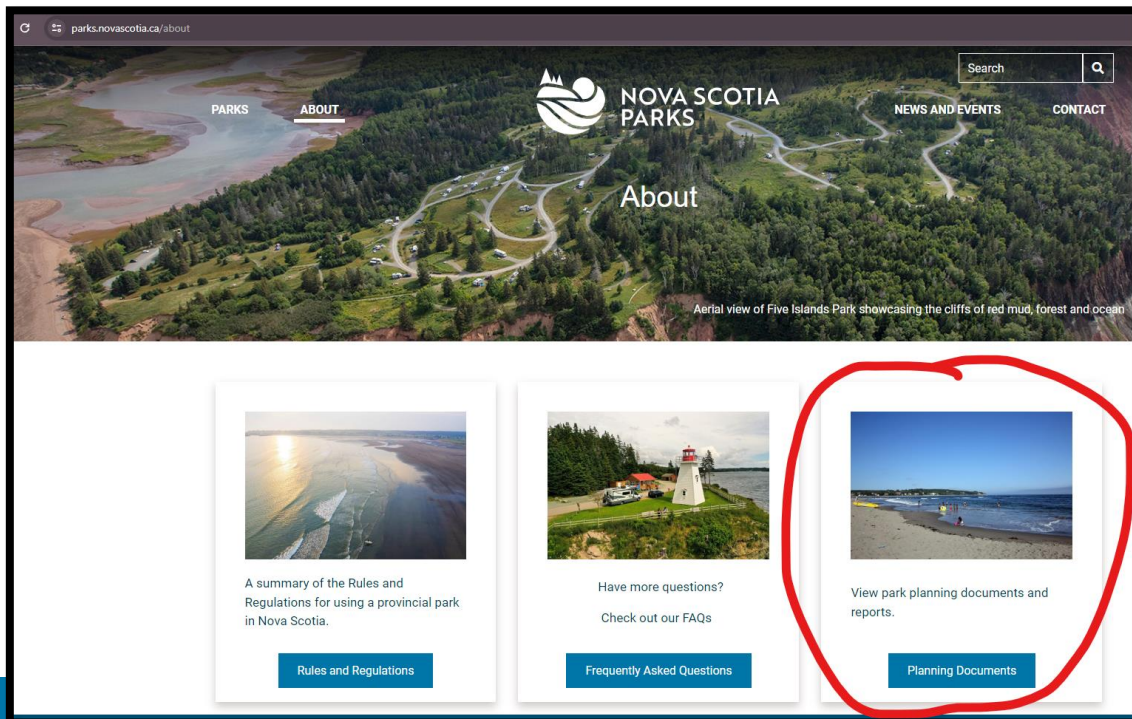 parks.novascotia.ca/about
Search
PARKS
ABOUT
NOVA SCOTIA
PARKS
NEWS AND EVENTS
CONTACT
About
Aerial view of Five Islands Park showcasing the cliffs of red mud, forest and ocean
A summary of the Rules and
Regulations for using a provincial park
in Nova Scotia.
Rules and Regulations
Have more questions?
Check out our FAQs
Frequently Asked Questions
View park planning documents and
reports.
Planning Documents